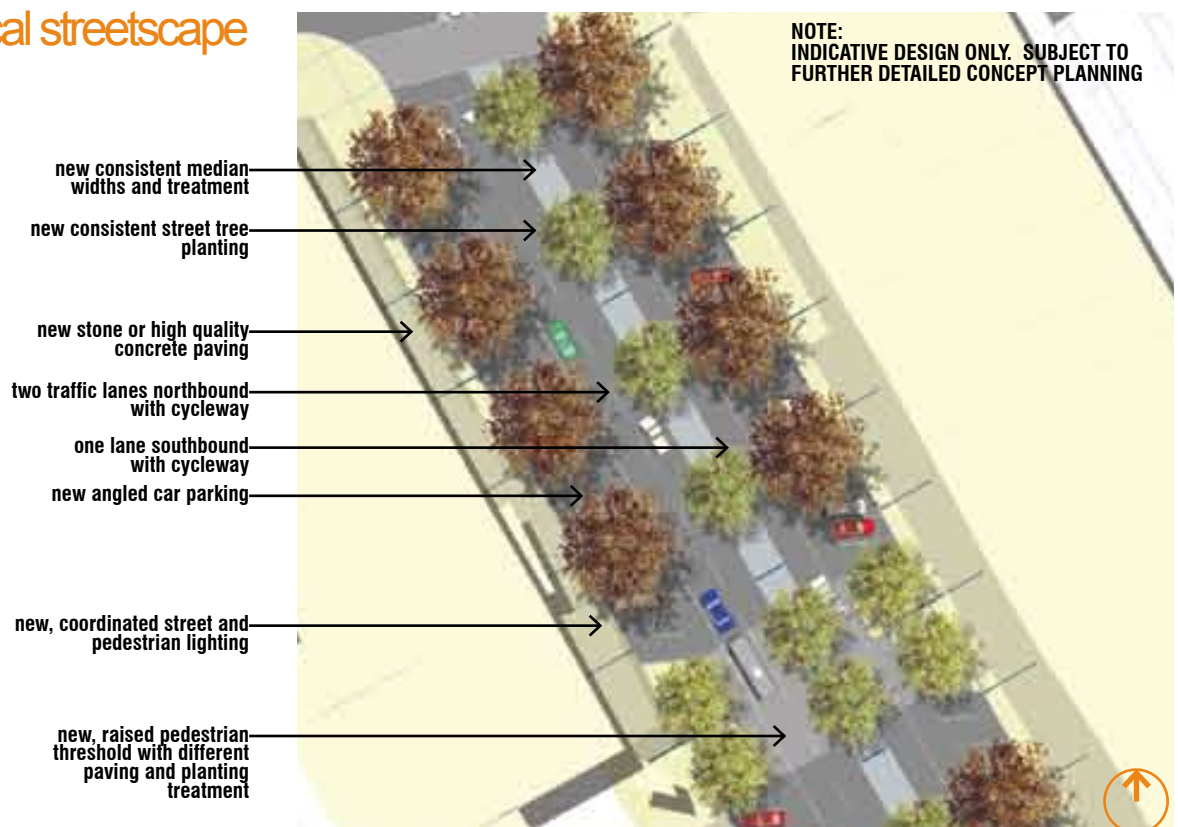 cal streetscape
NOTE:
INDICATIVE DESIGN ONLY.  SUBJECT TO
FURTHER DETAILED CONCEPT PLANNING
new consistent median
widths and treatment
new consistent street tree
planting
new stone or high quality
concrete paving
two traffic lanes northbound
with cycleway
one lane southbound
with cycleway
new angled car parking
new, coordinated street and
pedestrian lighting
new, raised pedestrian
threshold with different
paving and planting
treatment